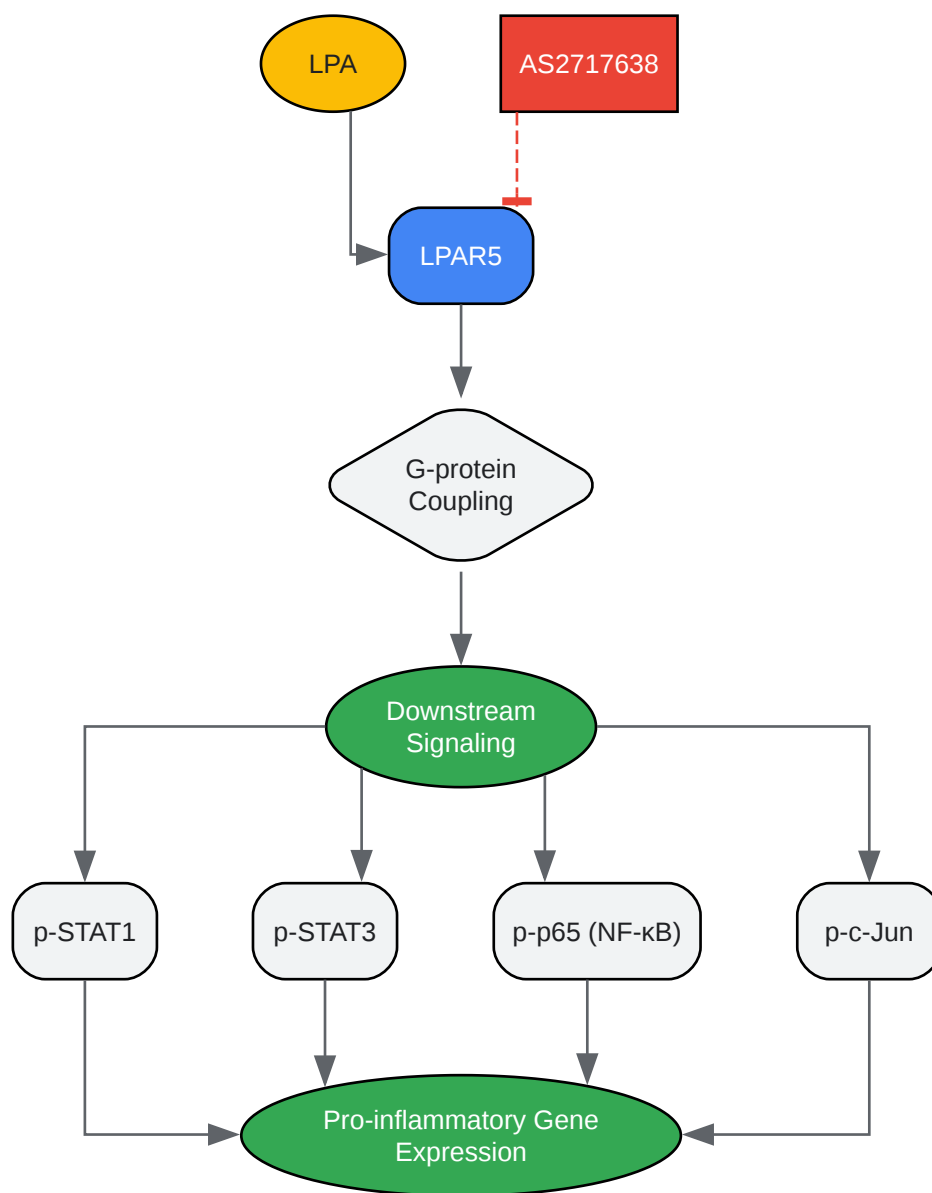 LPA
AS2717638
LPAR5
G-protein
Coupling
Downstream
Signaling
p-STAT1
p-STAT3
p-p65 (NF-κB)
p-c-Jun
Pro-inflammatory Gene
Expression